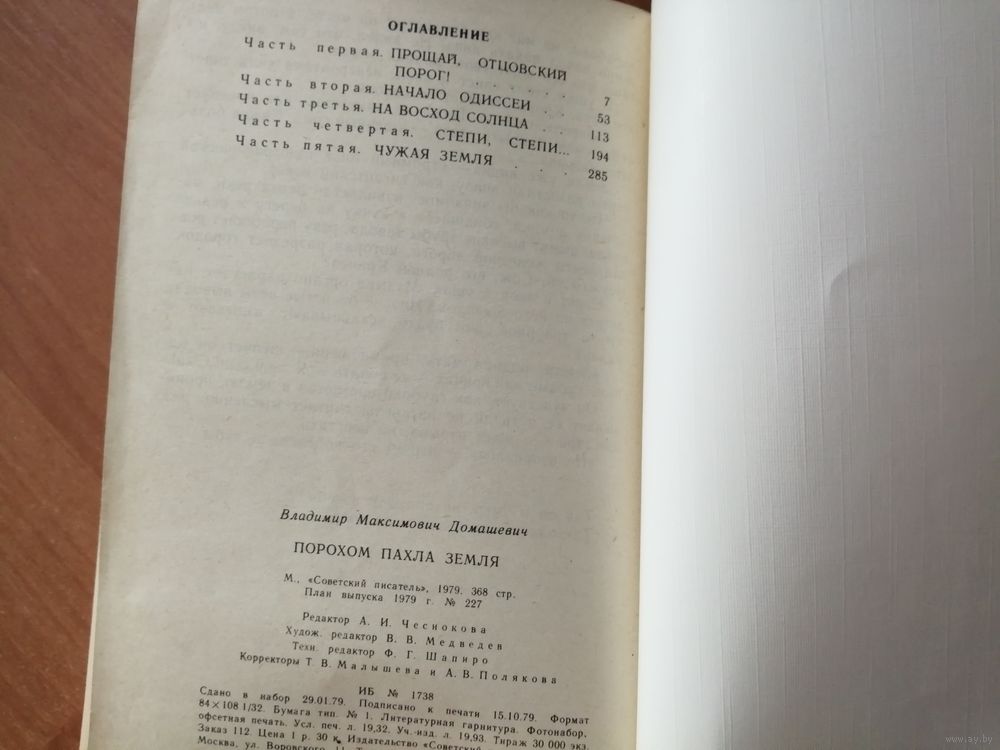 ОГЛАВЛЕНИЕ
Часть первая. ПРОЩАЙ, ОТЦОВСКИЙ
ПОРОГ! . . . . . . 7
Часть вторая. НАЧАЛО ОДИССЕИ . . 53
Часть третья. НА ВОСХОД СОЛНЦА . . 113
Часть четвертая. СТЕПИ, СТЕПИ... 194
Часть пятая. ЧУЖАЯ ЗЕМЛЯ . . . 285
Владимир Максимович Домашевич
ПОРОХОМ ПАХЛА ЗЕМЛЯ
М., «Советский писатель», 1979. 368 стр.
План выпуска 1979 г. № 227
Редактор А. И. Чеснокова
Худож. редактор В. В. Медведев
Техн. редактор Ф. Г. Шапиро
Корректоры Т. В. Малышева и А. В. Полякова
ИБ № 1738
Сдано в набор 29.01.79. Подписано к печати 15.10.79. Формат
84×108 1/32. Бумага тип. № 1. Литературная гарнитура. Фотонабор,
офсетная печать. Усл. печ. л. 19,32. Уч.-изд. л. 19,93. Тираж 30 000 экз.
Заказ 112. Цена 1 р. 30 к. Издательство «Советский
Москва, ул. Воровского, 11.
www.ay.by